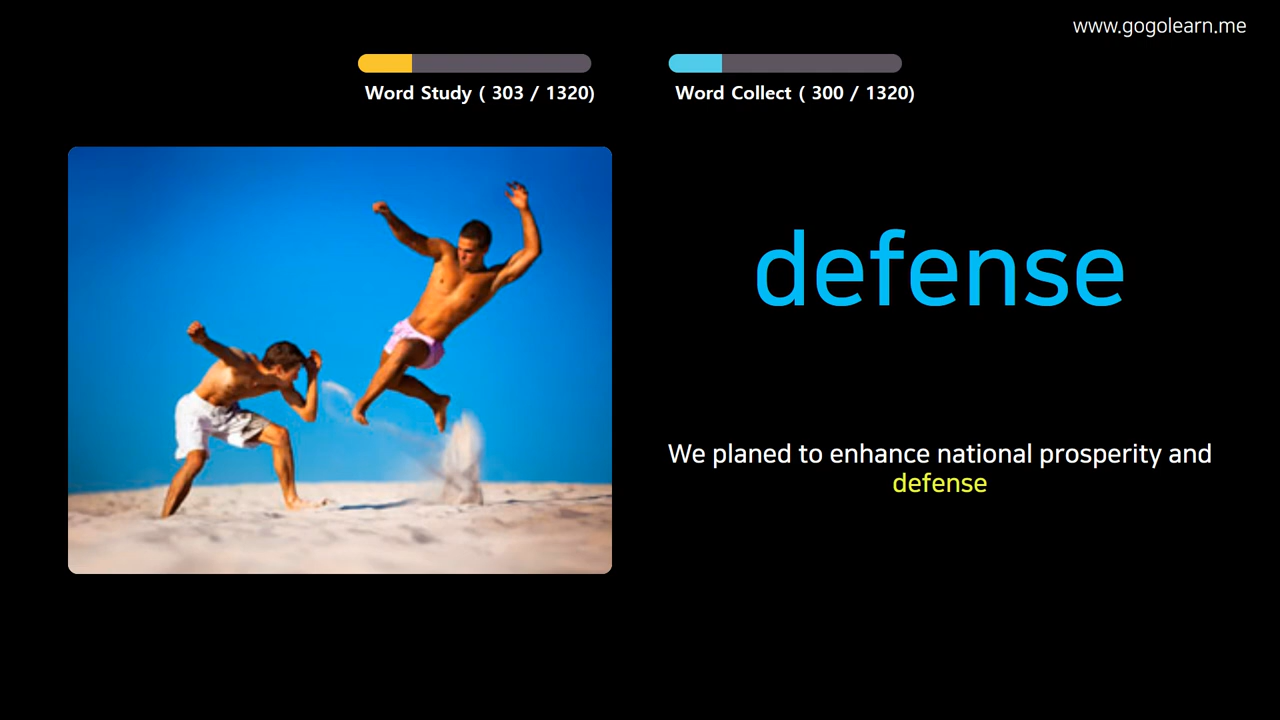 www.gogolearn.me
Word Study ( 303 / 1320)
Word Collect ( 300 / 1320)
defense
We planed to enhance national prosperity and
defense